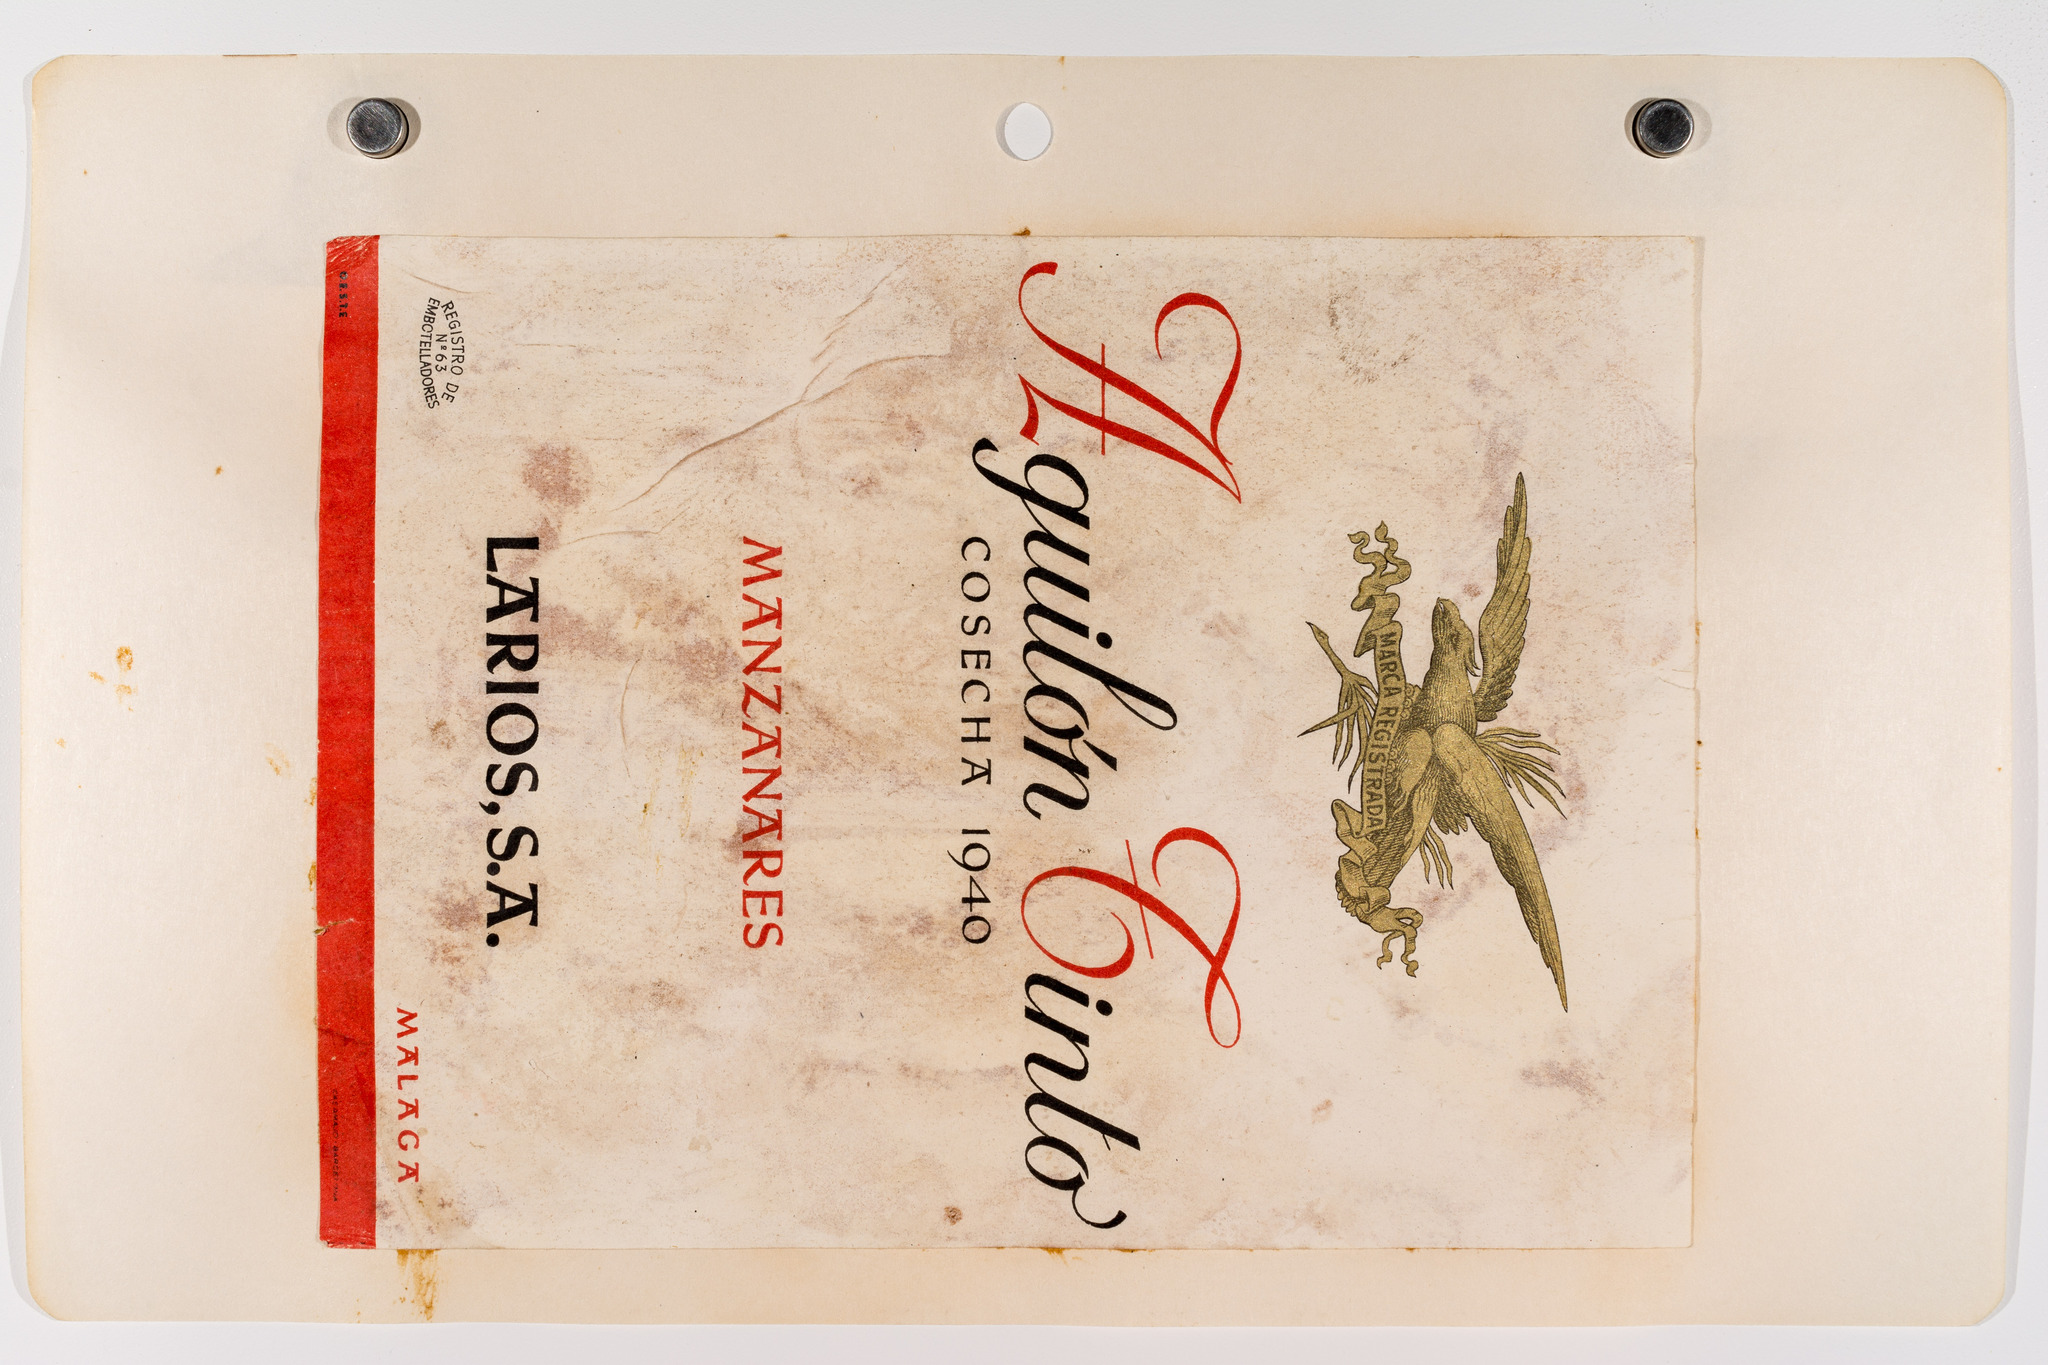 MARCA REGISTRADA
Aguilón Tinto
COSECHA 1940
MANZANARES
LARIOS, S.A.
REGISTRO DE
Nº 63
EMBOTELLADORES
MALAGA